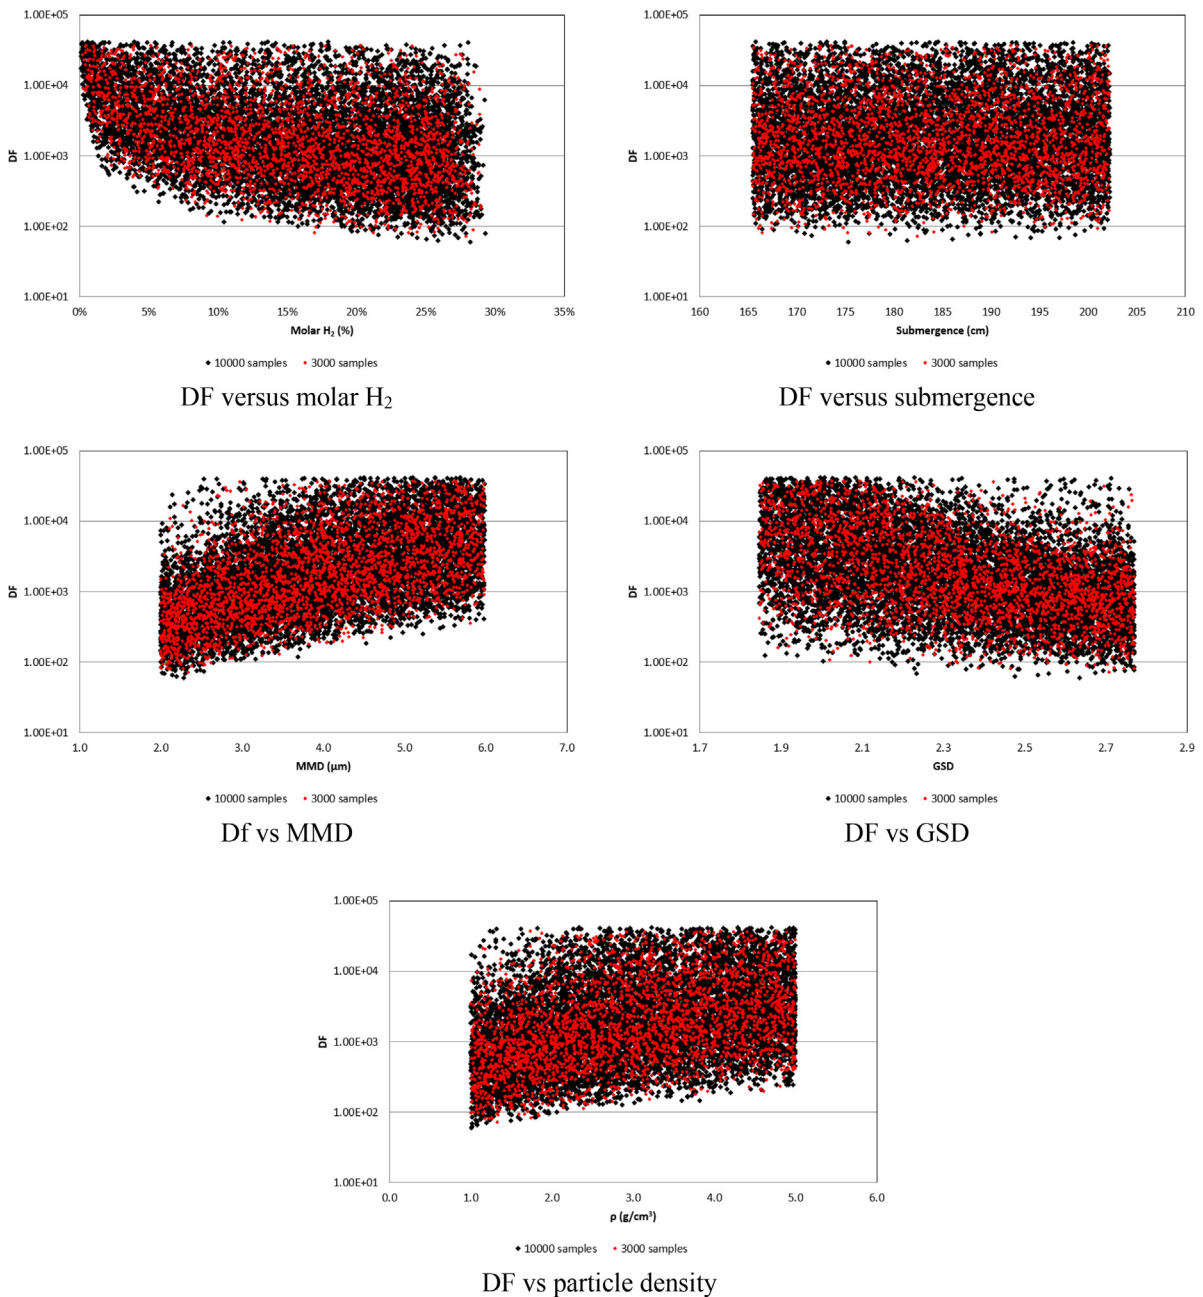 1.00E+05
1.00E+04
1.00E+03
1.00E+02
1.00E+01
DF
0% 5% 10% 15% 20% 25% 30% 35%
Molar H₂ (%)
10000 samples 3000 samples
DF versus molar H₂
1.00E+05
1.00E+04
1.00E+03
1.00E+02
1.00E+01
DF
160 165 170 175 180 185 190 195 200 205 210
Submergence (cm)
10000 samples 3000 samples
DF versus submergence
1.00E+05
1.00E+04
1.00E+03
1.00E+02
1.00E+01
DF
1.0 2.0 3.0 4.0 5.0 6.0 7.0
MMD (µm)
10000 samples 3000 samples
Df vs MMD
1.00E+05
1.00E+04
1.00E+03
1.00E+02
1.00E+01
DF
1.7 1.9 2.1 2.3 2.5 2.7 2.9
GSD
10000 samples 3000 samples
DF vs GSD
1.00E+05
1.00E+04
1.00E+03
1.00E+02
1.00E+01
DF
0.0 1.0 2.0 3.0 4.0 5.0 6.0
ρ (g/cm³)
10000 samples 3000 samples
DF vs particle density